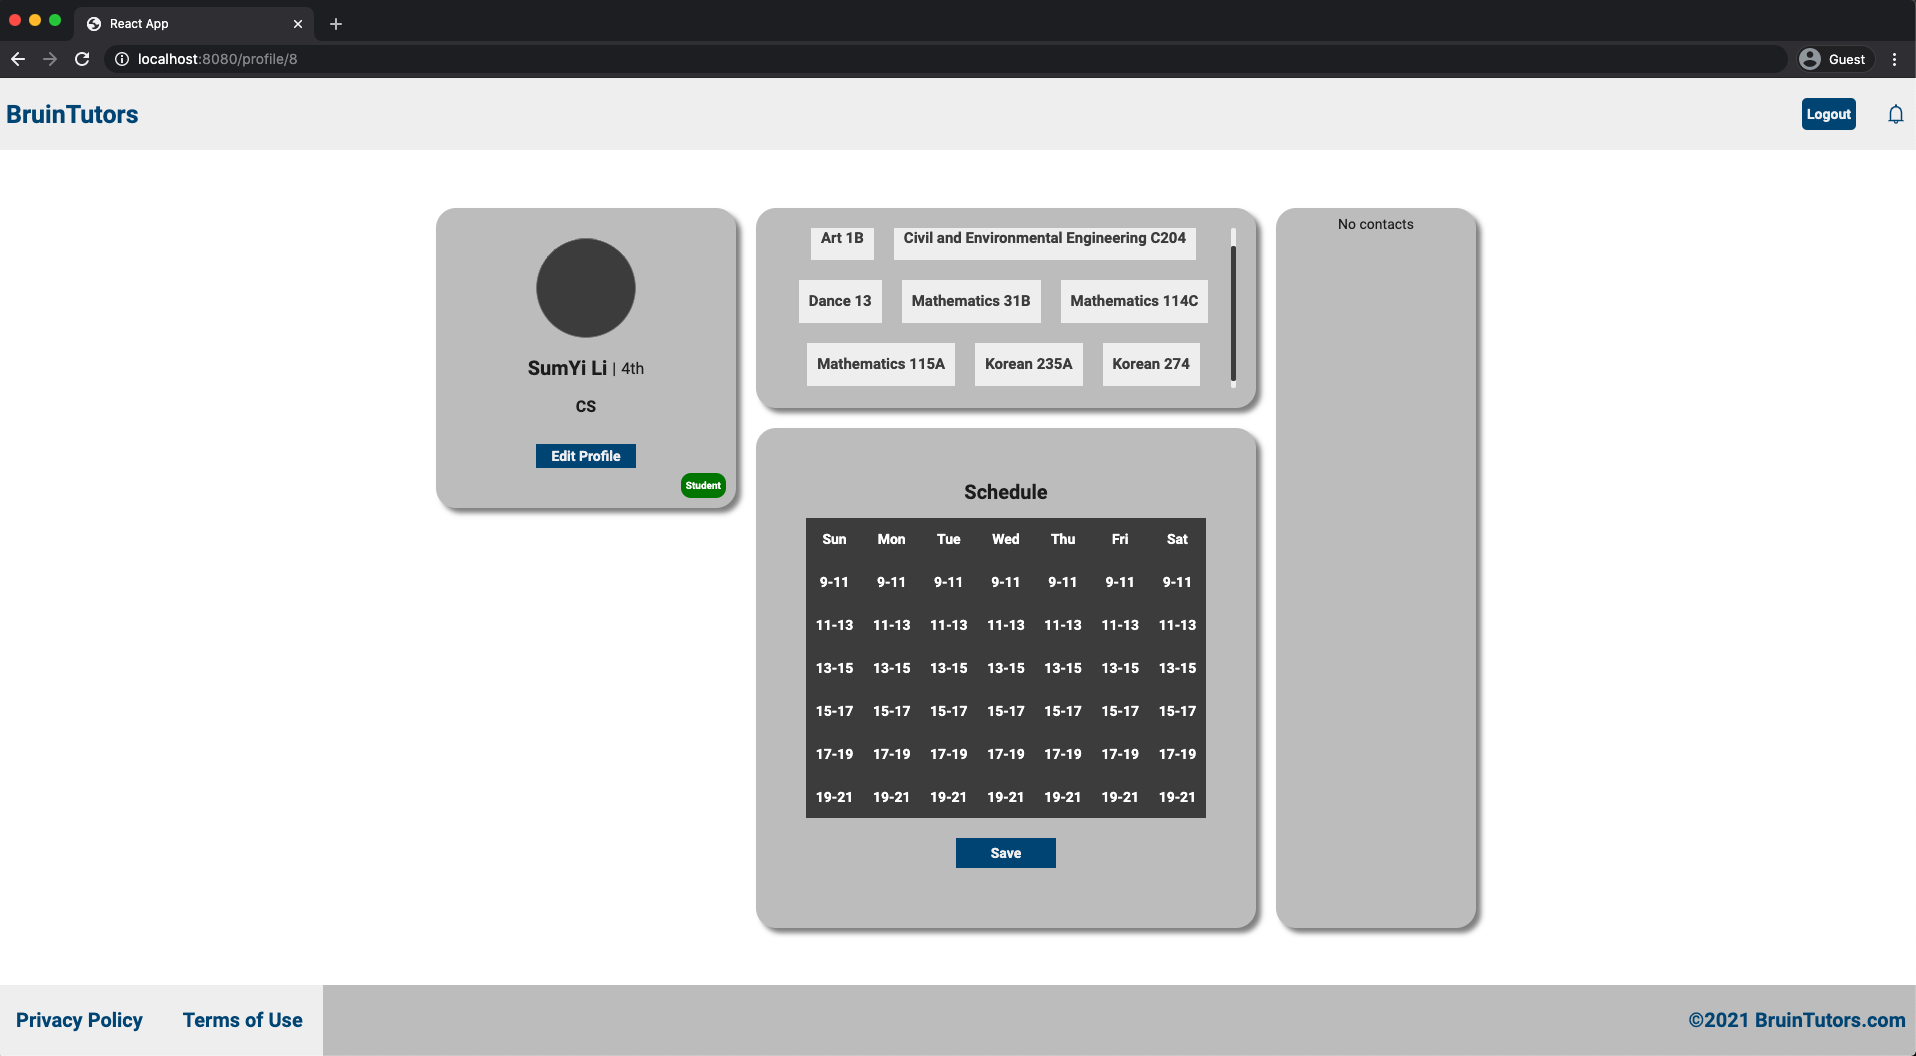 React App
localhost:8080/profile/8
Guest
BruinTutors
Logout
SumYi Li | 4th
CS
Edit Profile
Student
Art 1B Civil and Environmental Engineering C204
Dance 13 Mathematics 31B Mathematics 114C
Mathematics 115A Korean 235A Korean 274
Schedule
Sun Mon Tue Wed Thu Fri Sat
9-11 9-11 9-11 9-11 9-11 9-11 9-11
11-13 11-13 11-13 11-13 11-13 11-13 11-13
13-15 13-15 13-15 13-15 13-15 13-15 13-15
15-17 15-17 15-17 15-17 15-17 15-17 15-17
17-19 17-19 17-19 17-19 17-19 17-19 17-19
19-21 19-21 19-21 19-21 19-21 19-21 19-21
Save
No contacts
Privacy Policy Terms of Use
©2021 BruinTutors.com